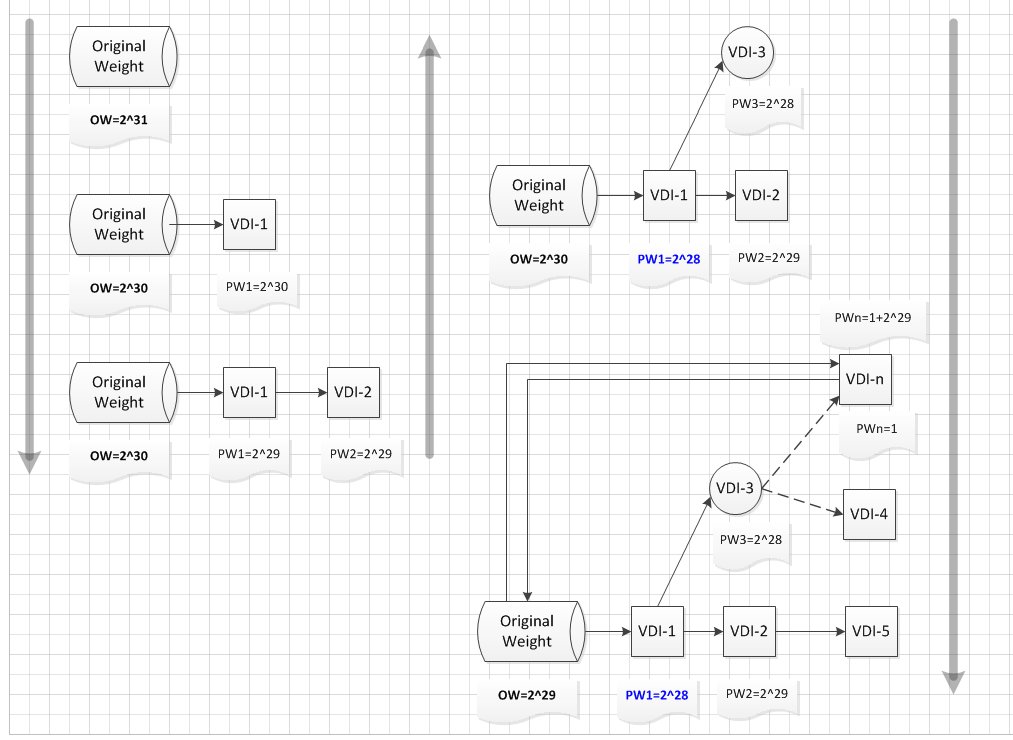 Original
Weight
OW=2^31
Original
Weight
VDI-1
OW=2^30
PW1=2^30
Original
Weight
VDI-1
VDI-2
OW=2^30
PW1=2^29
PW2=2^29
VDI-3
PW3=2^28
Original
Weight
VDI-1
VDI-2
OW=2^30
PW1=2^28
PW2=2^29
PWn=1+2^29
VDI-n
PWn=1
VDI-3
VDI-4
PW3=2^28
Original
Weight
VDI-1
VDI-2
VDI-5
OW=2^29
PW1=2^28
PW2=2^29